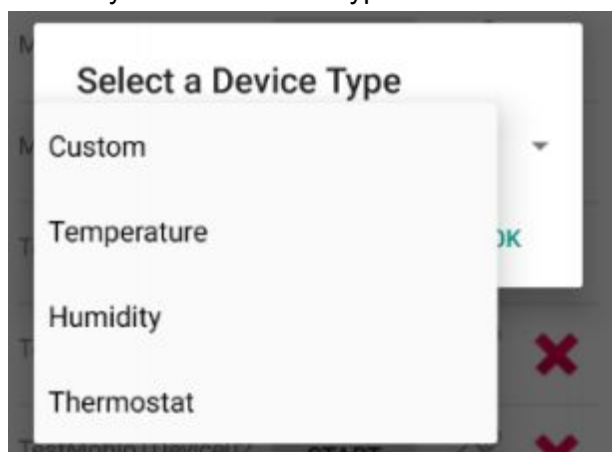 Select a Device Type
Custom
Temperature
OK
Humidity
Thermostat